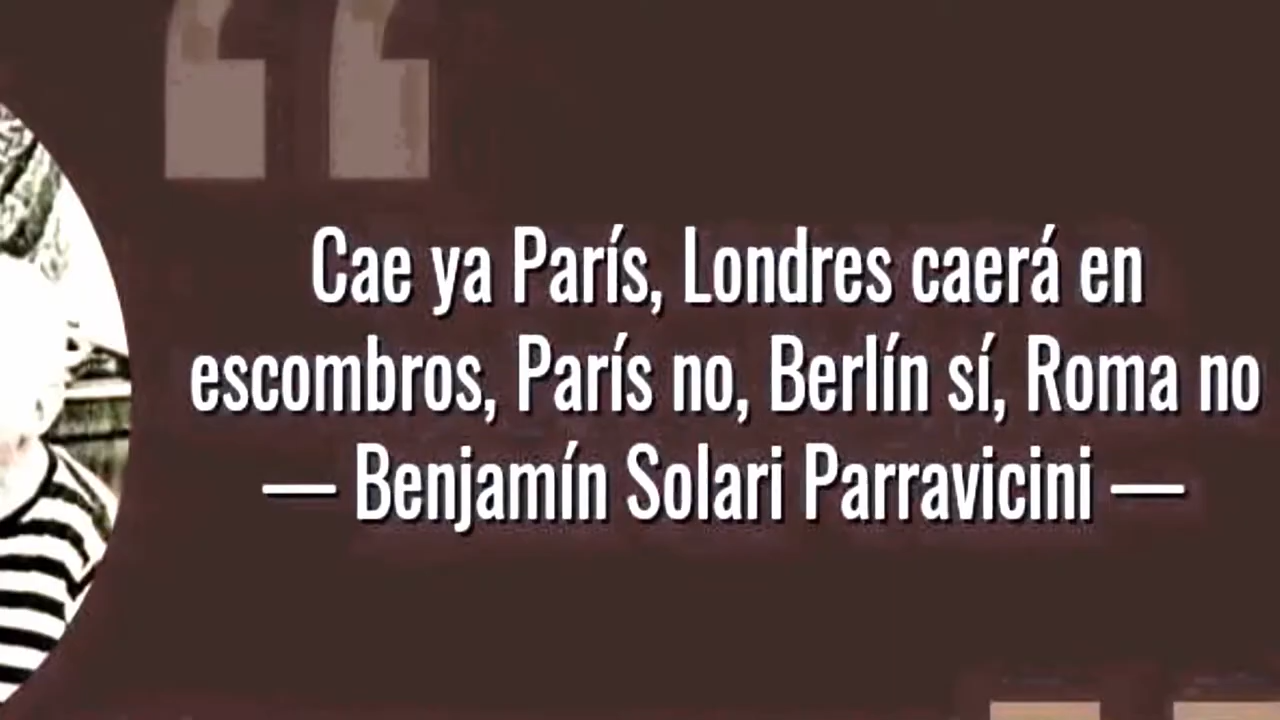 Cae ya París, Londres caerá en
escombros, París no, Berlín sí, Roma no
— Benjamín Solari Parravicini —